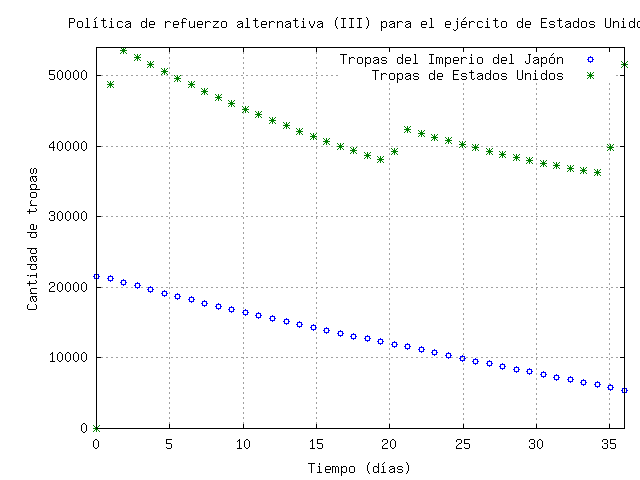 Política de refuerzo alternativa (III) para el ejército de Estados Unido
Tropas del Imperio del Japón
Tropas de Estados Unidos
50000
40000
30000
20000
10000
0
Cantidad de tropas
0 5 10 15 20 25 30 35
Tiempo (días)